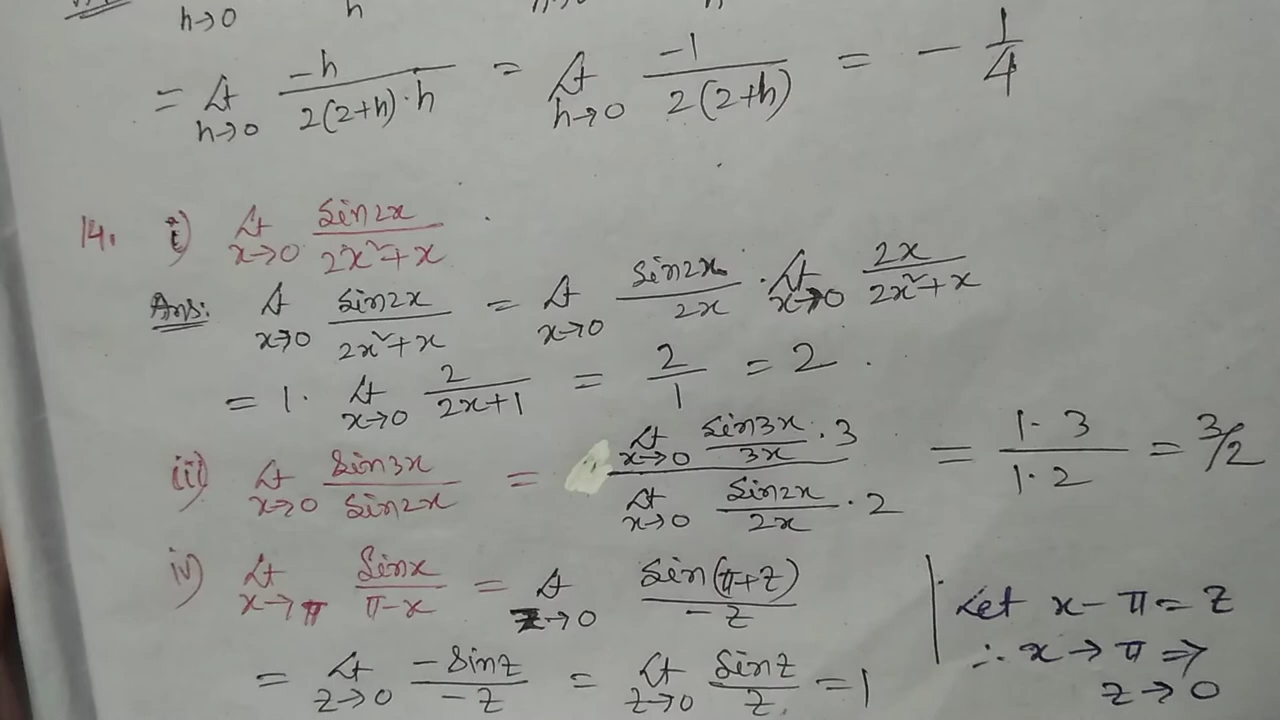 h→0 h h
= Lt h→0 -h / 2(2+h)·h = Lt h→0 -1 / 2(2+h) = - 1/4
14. i) Lt x→0 sin2x / 2x²+x
Ans: Lt x→0 sin2x / 2x²+x = Lt x→0 sin2x / 2x · Lt x→0 2x / 2x²+x
= 1. Lt x→0 2 / 2x+1 = 2/1 = 2.
(ii) Lt x→0 sin3x / sin2x = Lt x→0 sin3x / 3x · 3 / Lt x→0 sin2x / 2x · 2 = 1·3 / 1·2 = 3/2
iv) Lt x→π sinx / π-x = Lt z→0 sin(π+z) / -z
Let x-π=z
∴ x→π ⇒
z→0
= Lt z→0 -sinz / -z = Lt z→0 sinz / z = 1